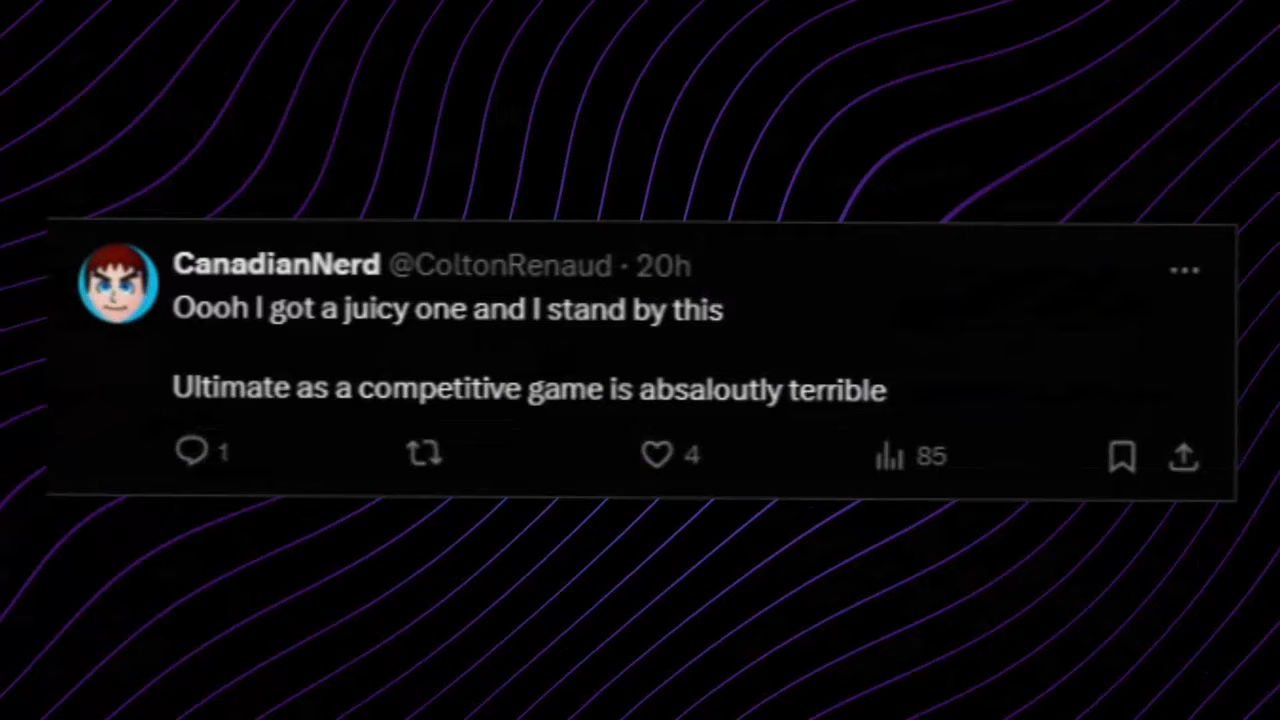 CanadianNerd @ColtonRenaud · 20h
Oooh I got a juicy one and I stand by this
Ultimate as a competitive game is absaloutly terrible
1 4 85